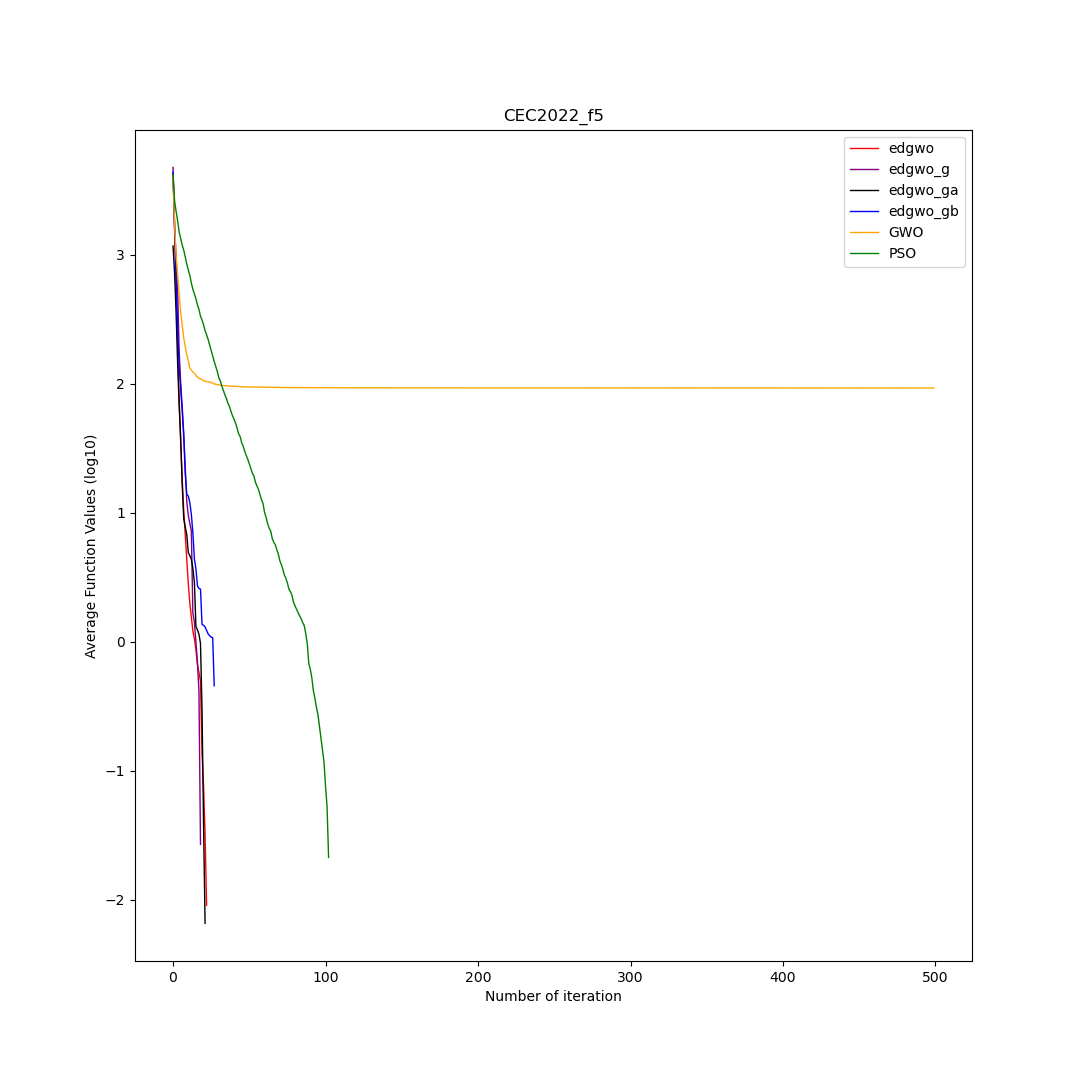 CEC2022_f5
edgwo
edgwo_g
edgwo_ga
edgwo_gb
GWO
PSO
Average Function Values (log10)
3
2
1
0
−1
−2
0 100 200 300 400 500
Number of iteration